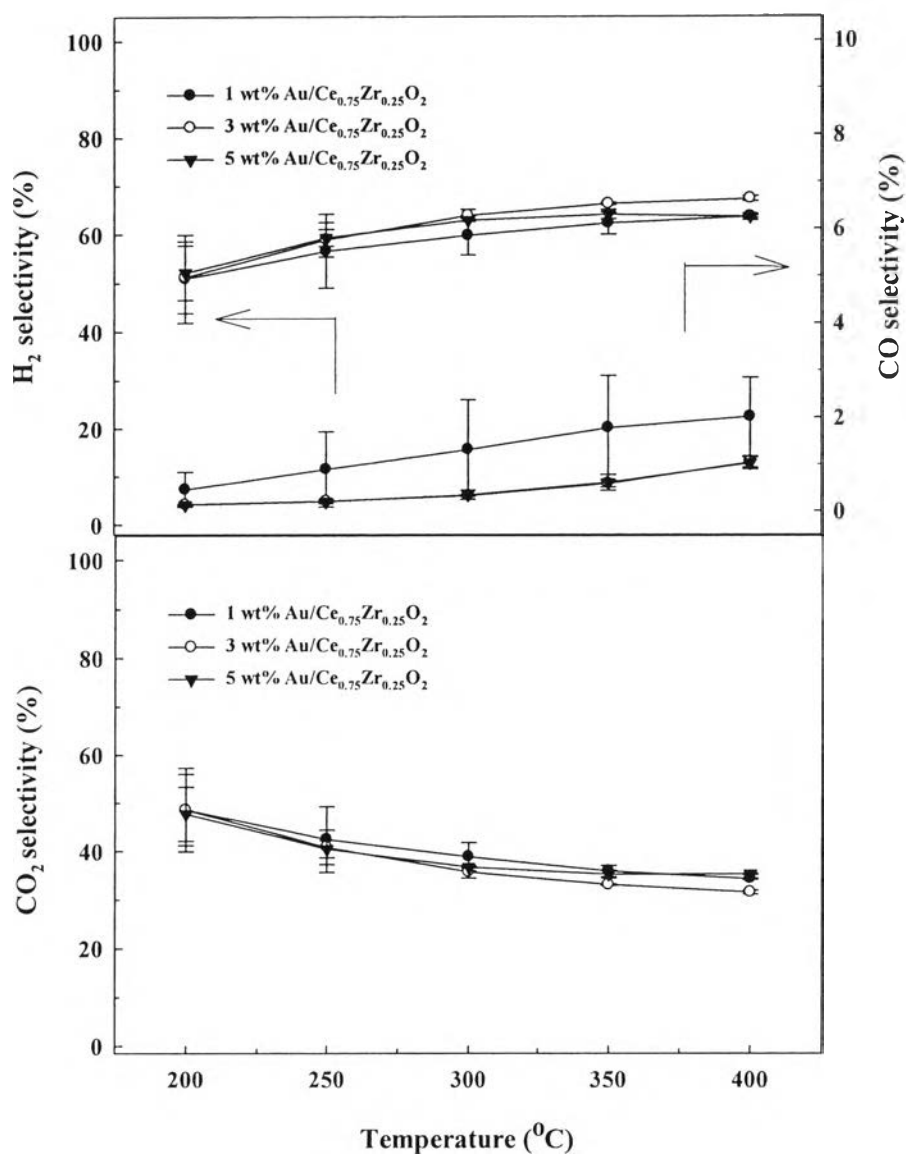 100
80
60
40
20
0
H₂ selectivity (%)
1 wt% Au/Ce₀.₇₅Zr₀.₂₅O₂
3 wt% Au/Ce₀.₇₅Zr₀.₂₅O₂
5 wt% Au/Ce₀.₇₅Zr₀.₂₅O₂
10
8
6
4
2
0
CO selectivity (%)
100
80
60
40
20
0
CO₂ selectivity (%)
1 wt% Au/Ce₀.₇₅Zr₀.₂₅O₂
3 wt% Au/Ce₀.₇₅Zr₀.₂₅O₂
5 wt% Au/Ce₀.₇₅Zr₀.₂₅O₂
200 250 300 350 400
Temperature (⁰C)